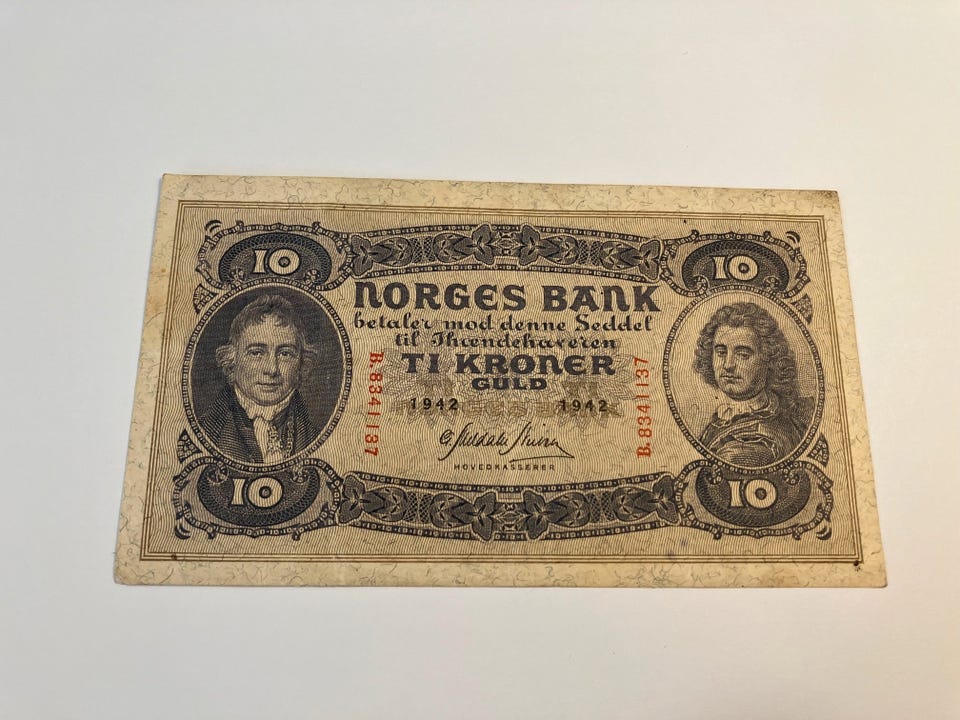 10 10
NORGES BANK
betaler mod denne Seddel
til Ihændehaveren
TI KRONER
GULD
1942 1942
B.8341137 B.8341137
HOVEDKASSERER
10 10